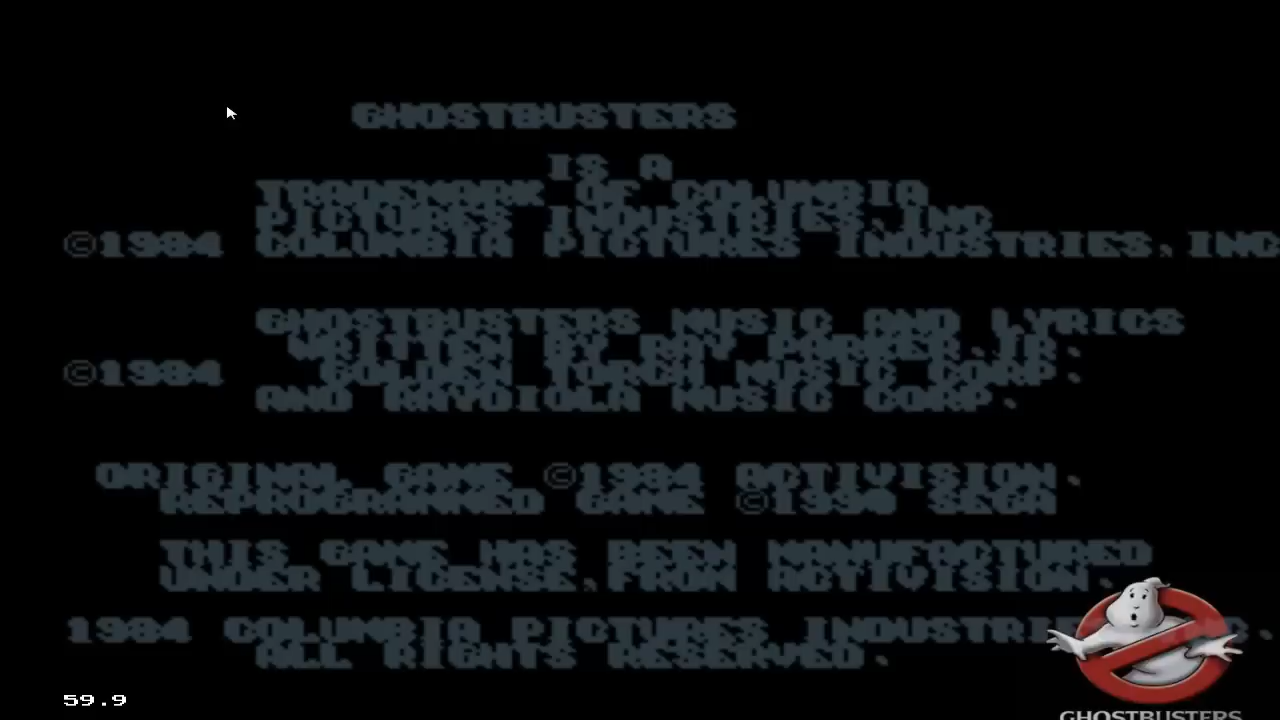 GHOSTBUSTERS
IS A
TRADEMARK OF COLUMBIA
PICTURES INDUSTRIES,INC
©1984 COLUMBIA PICTURES INDUSTRIES,INC
GHOSTBUSTERS MUSIC AND LYRICS
WRITTEN BY RAY PARKER.JR.
©1984 GOLDEN TORCH MUSIC CORP.
AND RAYDIOLA MUSIC CORP.
ORIGINAL GAME ©1984 ACTIVISION.
REPROGRAMMED GAME ©1994 SEGA
THIS GAME HAS BEEN MANUFACTURED
UNDER LICENSE,FROM ACTIVISION.
1984 COLUMBIA PICTURES INDUSTRIES,INC.
ALL RIGHTS RESERVED.
59.9
GHOSTBUSTERS